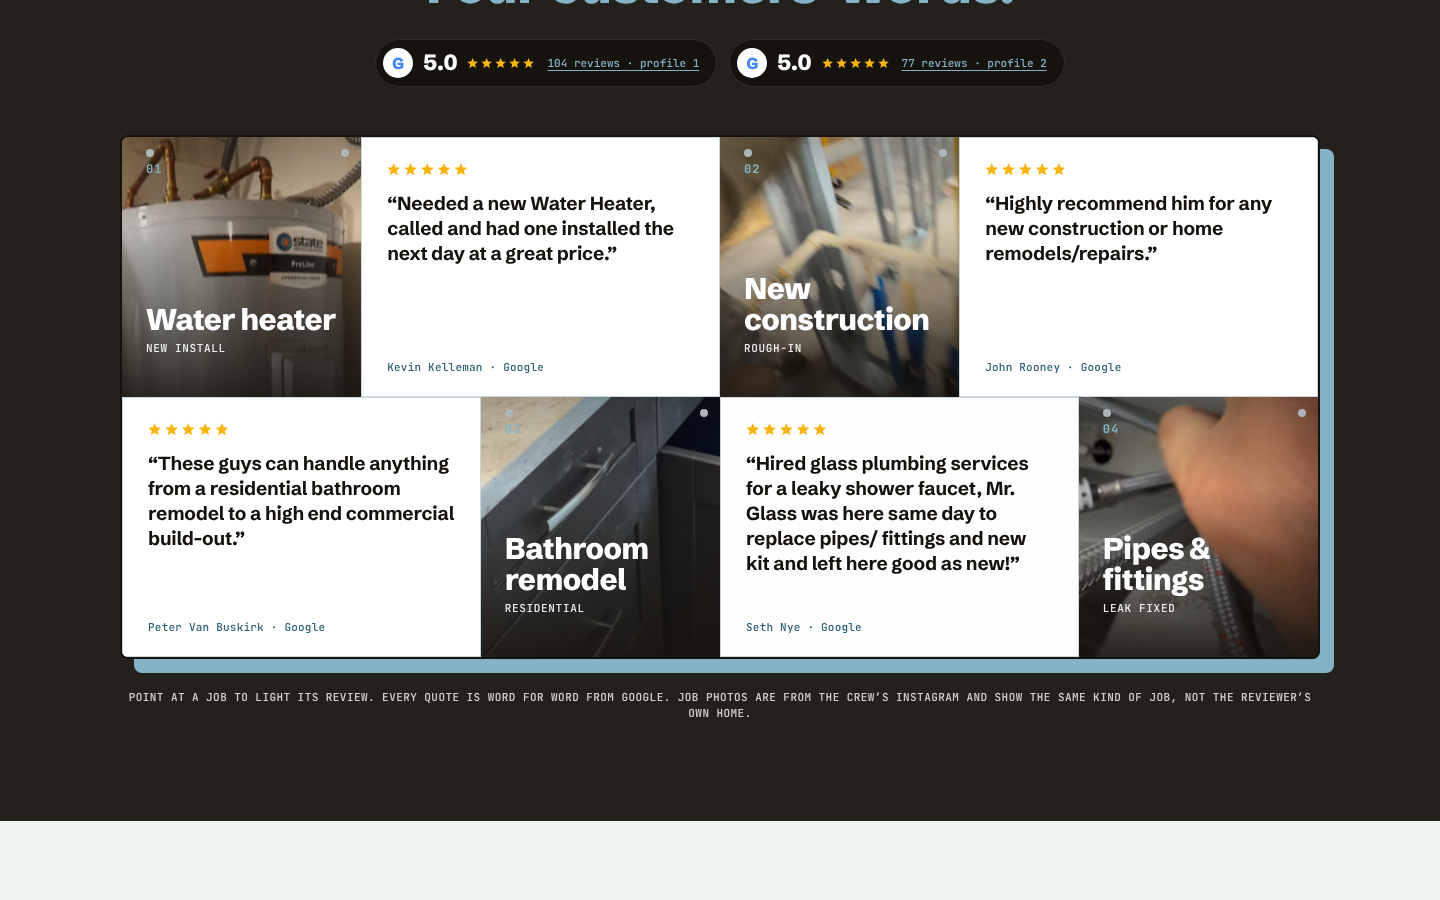 G 5.0 ★★★★★ 104 reviews · profile 1
G 5.0 ★★★★★ 77 reviews · profile 2
01
state
ProLine
Water heater
NEW INSTALL
★★★★★
“Needed a new Water Heater,
called and had one installed the
next day at a great price.”
Kevin Kelleman · Google
02
New
construction
ROUGH-IN
★★★★★
“Highly recommend him for any
new construction or home
remodels/repairs.”
John Rooney · Google
★★★★★
“These guys can handle anything
from a residential bathroom
remodel to a high end commercial
build-out.”
Peter Van Buskirk · Google
03
Bathroom
remodel
RESIDENTIAL
★★★★★
“Hired glass plumbing services
for a leaky shower faucet, Mr.
Glass was here same day to
replace pipes/ fittings and new
kit and left here good as new!”
Seth Nye · Google
04
Pipes &
fittings
LEAK FIXED
POINT AT A JOB TO LIGHT ITS REVIEW. EVERY QUOTE IS WORD FOR WORD FROM GOOGLE. JOB PHOTOS ARE FROM THE CREW’S INSTAGRAM AND SHOW THE SAME KIND OF JOB, NOT THE REVIEWER’S
OWN HOME.